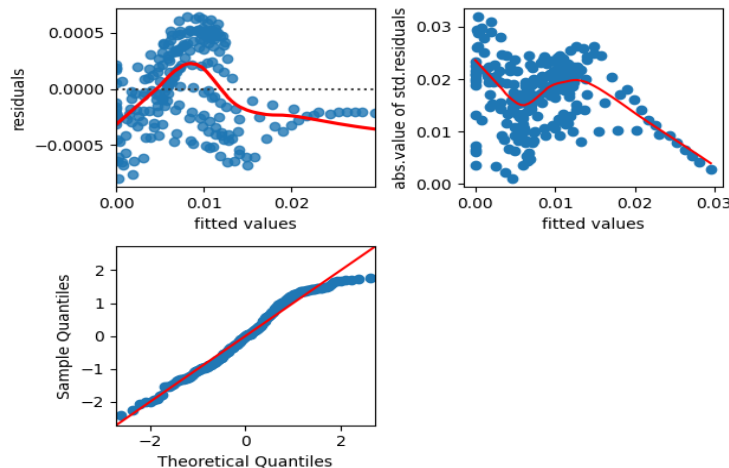 residuals
0.0005
0.0000
−0.0005
0.00 0.01 0.02
fitted values
abs.value of std.residuals
0.03
0.02
0.01
0.00
0.00 0.01 0.02 0.03
fitted values
Sample Quantiles
2
1
0
−1
−2
−2 0 2
Theoretical Quantiles